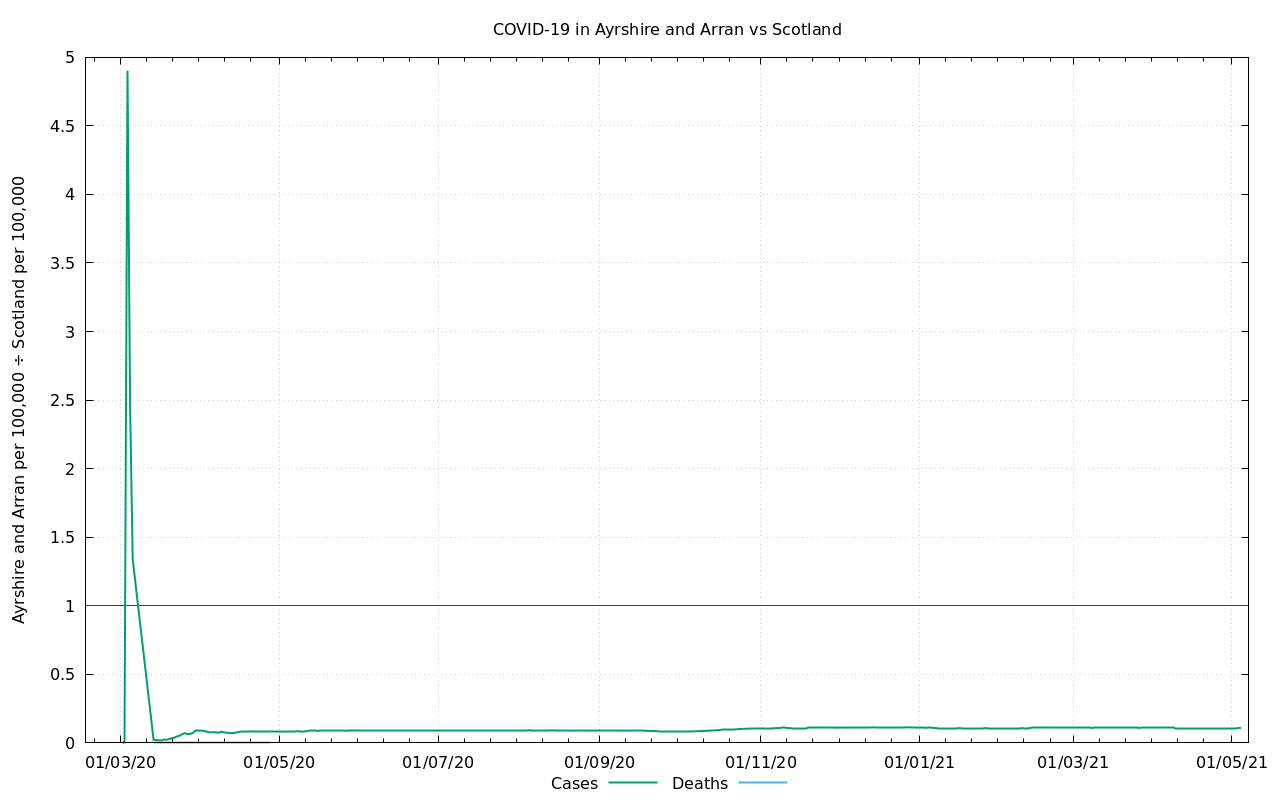 COVID-19 in Ayrshire and Arran vs Scotland
Ayrshire and Arran per 100,000 ÷ Scotland per 100,000
5
4.5
4
3.5
3
2.5
2
1.5
1
0.5
0
01/03/20 01/05/20 01/07/20 01/09/20 01/11/20 01/01/21 01/03/21 01/05/21
Cases Deaths